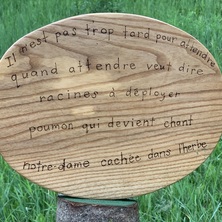 Il n'est pas trop tard pour attendre
quand attendre veut dire
racines à déployer
poumon qui devient chant
notre-dame cachée dans l'herbe